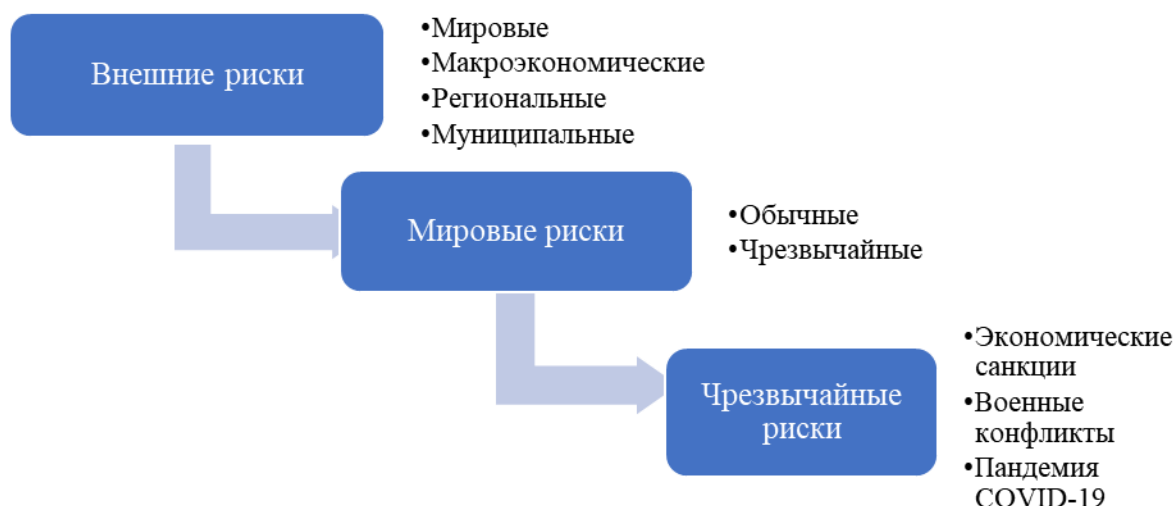 Внешние риски
•Мировые
•Макроэкономические
•Региональные
•Муниципальные
Мировые риски
•Обычные
•Чрезвычайные
Чрезвычайные
риски
•Экономические
санкции
•Военные
конфликты
•Пандемия
COVID-19